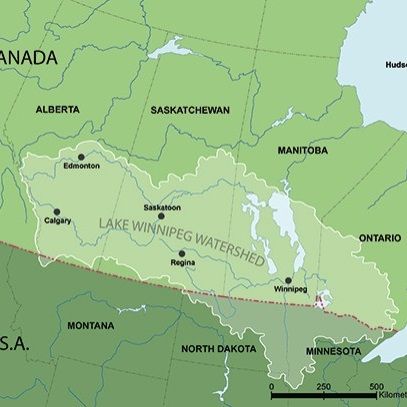 ANADA
Hudso
ALBERTA
SASKATCHEWAN
MANITOBA
Edmonton
Saskatoon
Calgary
LAKE WINNIPEG WATERSHED
ONTARIO
Regina
Winnipeg
MONTANA
S.A.
NORTH DAKOTA
MINNESOTA
0 250 500
Kilomet